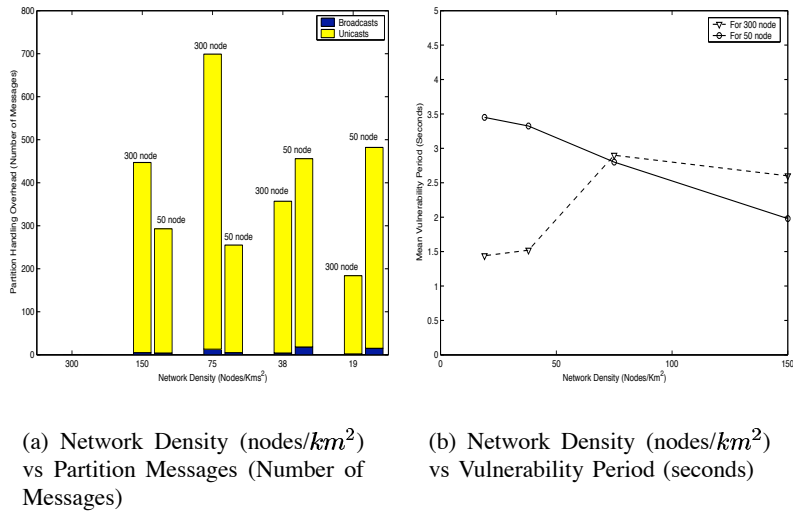 800
700
600
500
400
300
200
100
0
Partition Handling Overhead (Number of Messages)
Broadcasts
Unicasts
300 node
50 node
300 node
50 node
300 node
50 node
300 node
50 node
300 150 75 38 19
Network Density (Nodes/Kms²)
5
4.5
4
3.5
3
2.5
2
1.5
1
0.5
0
Mean Vulnerability Period (Seconds)
For 300 node
For 50 node
0 50 100 150
Network Density (Nodes/Km²)
(a) Network Density (nodes/km²)
vs Partition Messages (Number of
Messages)
(b) Network Density (nodes/km²)
vs Vulnerability Period (seconds)